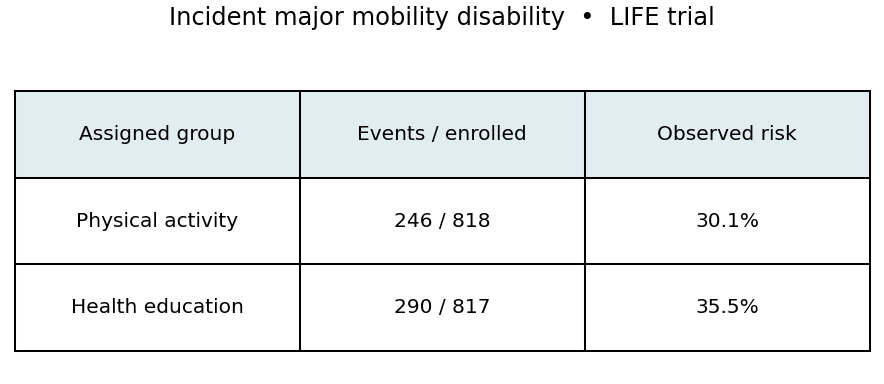 Incident major mobility disability • LIFE trial
Assigned group Events / enrolled Observed risk
Physical activity 246 / 818 30.1%
Health education 290 / 817 35.5%